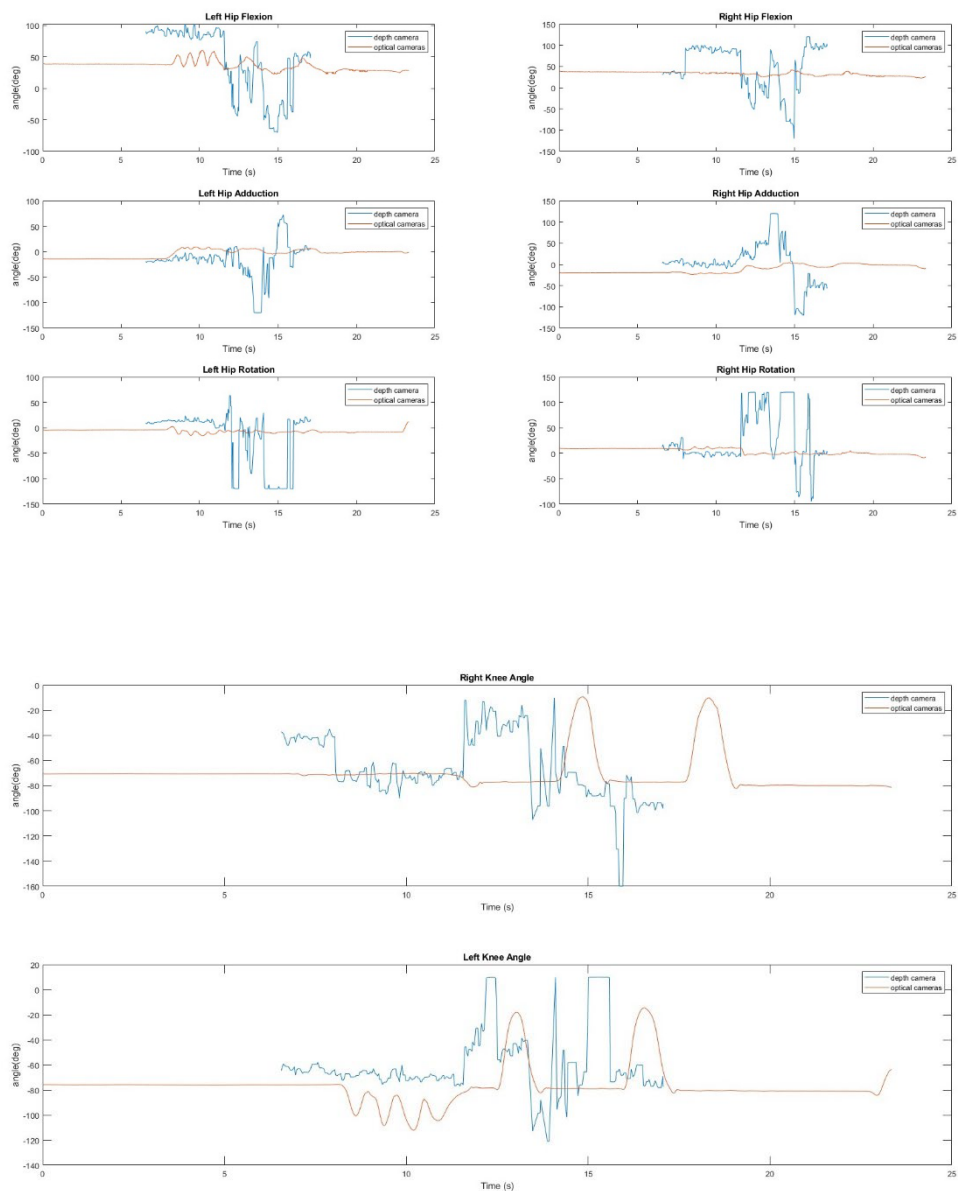 Left Hip Flexion
100
50
0
-50
-100
angle(deg)
0 5 10 15 20 25
Time (s)
depth camera
optical cameras
Right Hip Flexion
150
100
50
0
-50
-100
-150
angle(deg)
0 5 10 15 20 25
Time (s)
depth camera
optical cameras
Left Hip Adduction
100
50
0
-50
-100
-150
angle(deg)
0 5 10 15 20 25
Time (s)
depth camera
optical cameras
Right Hip Adduction
150
100
50
0
-50
-100
-150
angle(deg)
0 5 10 15 20 25
Time (s)
depth camera
optical cameras
Left Hip Rotation
100
50
0
-50
-100
-150
angle(deg)
0 5 10 15 20 25
Time (s)
depth camera
optical cameras
Right Hip Rotation
150
100
50
0
-50
-100
angle(deg)
0 5 10 15 20 25
Time (s)
depth camera
optical cameras
Right Knee Angle
0
-20
-40
-60
-80
-100
-120
-140
-160
angle(deg)
0 5 10 15 20 25
Time (s)
depth camera
optical cameras
Left Knee Angle
20
0
-20
-40
-60
-80
-100
-120
-140
angle(deg)
0 5 10 15 20 25
Time (s)
depth camera
optical cameras